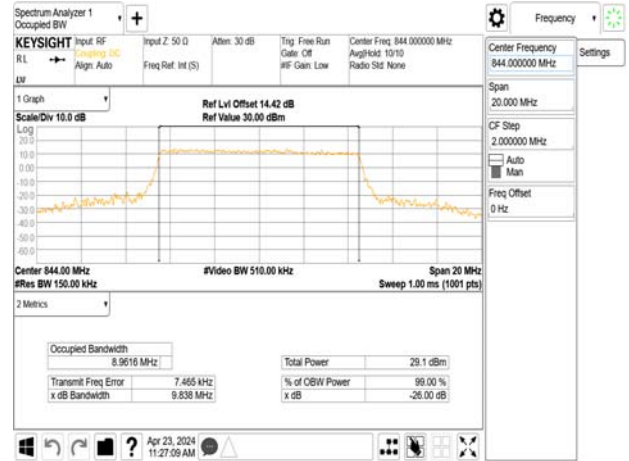 Spectrum Analyzer 1
Occupied BW
Frequency
KEYSIGHT
RL
Input: RF
Coupling: DC
Align: Auto
Input Z: 50 Ω
Freq Ref: Int (S)
Atten: 30 dB
Trig: Free Run
Gate: Off
#IF Gain: Low
Center Freq: 844.000000 MHz
Avg|Hold: 10/10
Radio Std: None
Center Frequency
844.000000 MHz
Settings
Span
20.000 MHz
CF Step
2.000000 MHz
Auto
Man
Freq Offset
0 Hz
1 Graph
Scale/Div 10.0 dB
Ref Lvl Offset 14.42 dB
Ref Value 30.00 dBm
Log
20.0
10.0
0.00
-10.0
-20.0
-30.0
-40.0
-50.0
-60.0
Center 844.00 MHz
#Video BW 510.00 kHz
Span 20 MHz
#Res BW 150.00 kHz
Sweep 1.00 ms (1001 pts)
2 Metrics
Occupied Bandwidth
8.9616 MHz
Total Power 29.1 dBm
Transmit Freq Error 7.465 kHz
% of OBW Power 99.00 %
x dB Bandwidth 9.838 MHz
x dB -26.00 dB
?
Apr 23, 2024
11:27:09 AM